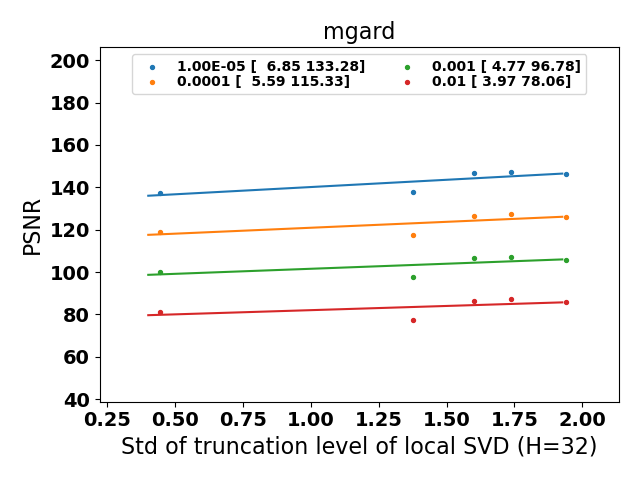 mgard
1.00E-05 [  6.85 133.28]
0.0001 [  5.59 115.33]
0.001 [ 4.77 96.78]
0.01 [ 3.97 78.06]
PSNR
200
180
160
140
120
100
80
60
40
0.25 0.50 0.75 1.00 1.25 1.50 1.75 2.00
Std of truncation level of local SVD (H=32)